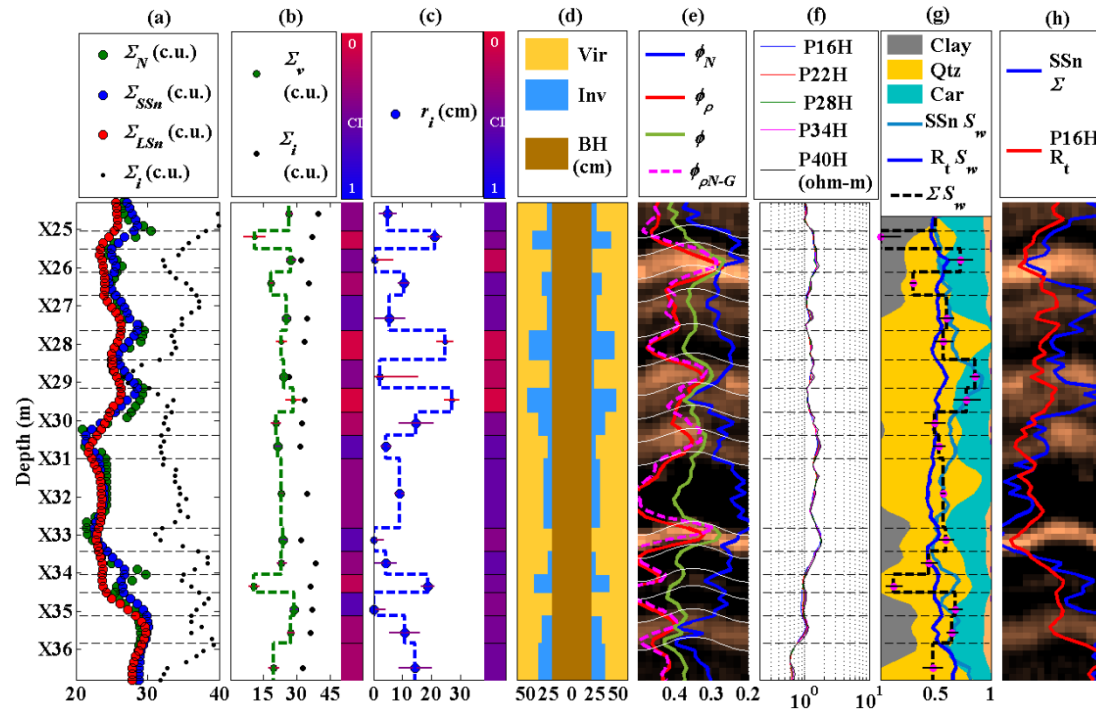 (a) (b) (c) (d) (e) (f) (g) (h)
Σ_N (c.u.)
Σ_SSn (c.u.)
Σ_LSn (c.u.)
Σ_i (c.u.)
Σ_v
(c.u.)
Σ_i
(c.u.)
0
CI
1
r_i (cm)
0
CI
1
Vir
Inv
BH
(cm)
ϕ_N
ϕ_ρ
ϕ
ϕ_ρN-G
P16H
P22H
P28H
P34H
P40H
(ohm-m)
Clay
Qtz
Car
SSn S_w
R_t S_w
Σ S_w
SSn
Σ
P16H
R_t
Depth (m)
X25
X26
X27
X28
X29
X30
X31
X33
X33
X34
X35
X36
20 30 40
15 30 45
0 10 20 30
50 25 0 25 50
0.4 0.3 0.2
10^0 10^1
0.5 1